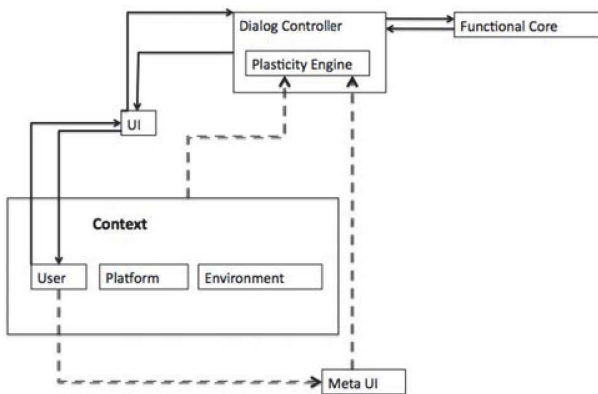 Dialog Controller
Functional Core
Plasticity Engine
UI
Context
User
Platform
Environment
Meta UI